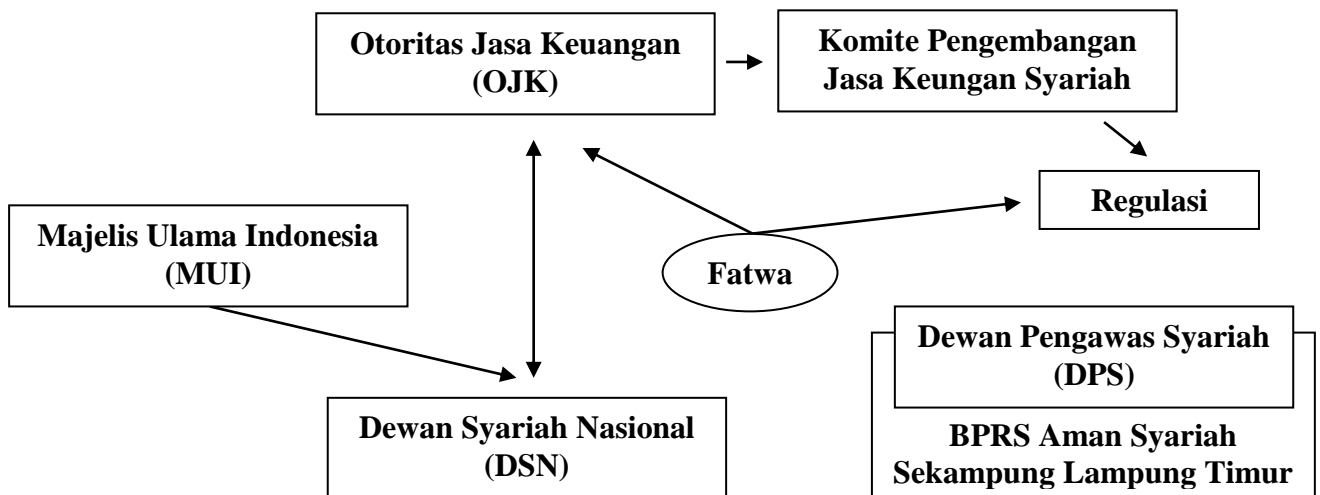 Otoritas Jasa Keuangan
(OJK)
Komite Pengembangan
Jasa Keungan Syariah
Regulasi
Majelis Ulama Indonesia
(MUI)
Fatwa
Dewan Pengawas Syariah
(DPS)
Dewan Syariah Nasional
(DSN)
BPRS Aman Syariah
Sekampung Lampung Timur